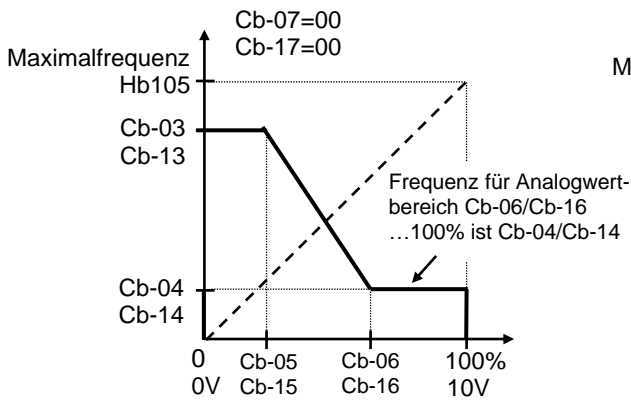 Cb-07=00
Cb-17=00
Maximalfrequenz
Hb105
M
Cb-03
Cb-13
Frequenz für Analogwert-
bereich Cb-06/Cb-16
…100% ist Cb-04/Cb-14
Cb-04
Cb-14
0 Cb-05 Cb-06 100%
0V Cb-15 Cb-16 10V